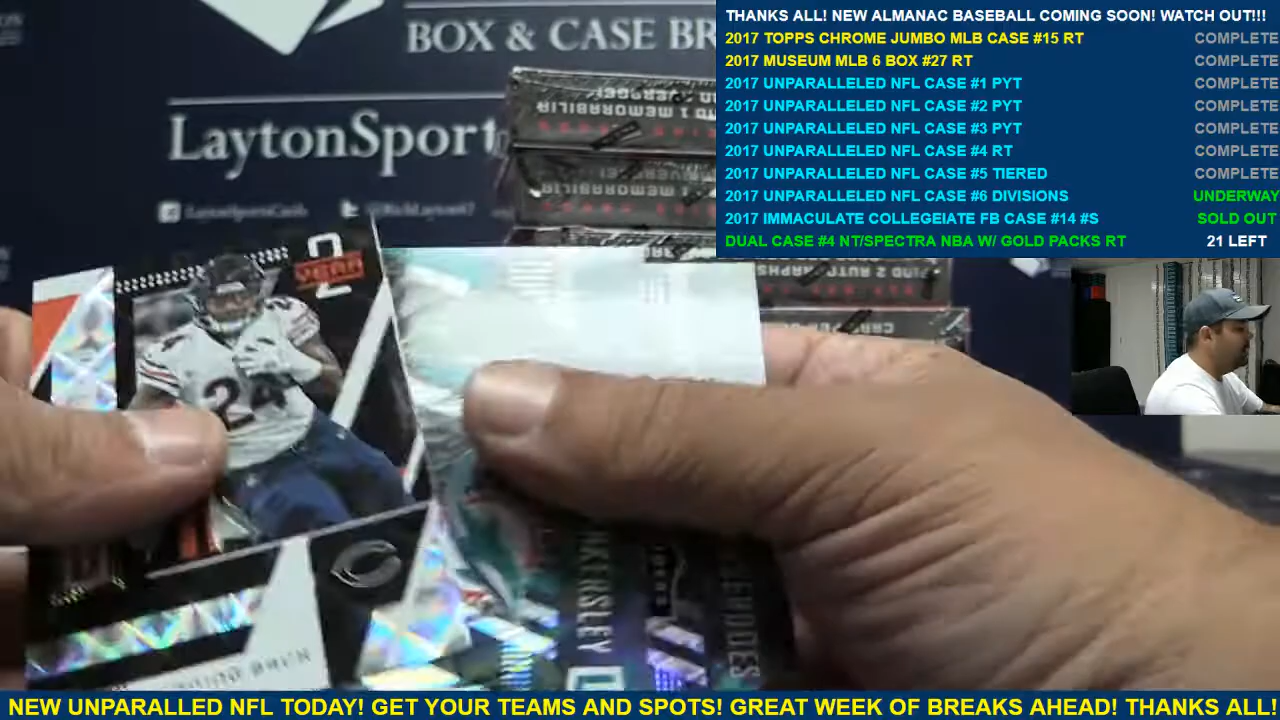 BOX & CASE BR
LaytonSport
LaytonSportsCards
THANKS ALL! NEW ALMANAC BASEBALL COMING SOON! WATCH OUT!!!
2017 TOPPS CHROME JUMBO MLB CASE #15 RT COMPLETE
2017 MUSEUM MLB 6 BOX #27 RT COMPLETE
2017 UNPARALLELED NFL CASE #1 PYT COMPLETE
2017 UNPARALLELED NFL CASE #2 PYT COMPLETE
2017 UNPARALLELED NFL CASE #3 PYT COMPLETE
2017 UNPARALLELED NFL CASE #4 RT COMPLETE
2017 UNPARALLELED NFL CASE #5 TIERED COMPLETE
2017 UNPARALLELED NFL CASE #6 DIVISIONS UNDERWAY
2017 IMMACULATE COLLEGEIATE FB CASE #14 #S SOLD OUT
DUAL CASE #4 NT/SPECTRA NBA W/ GOLD PACKS RT 21 LEFT
MEMORABILIA
MEMORABILIA
YEAR
2
24
NEW UNPARALLED NFL TODAY! GET YOUR TEAMS AND SPOTS! GREAT WEEK OF BREAKS AHEAD! THANKS ALL!